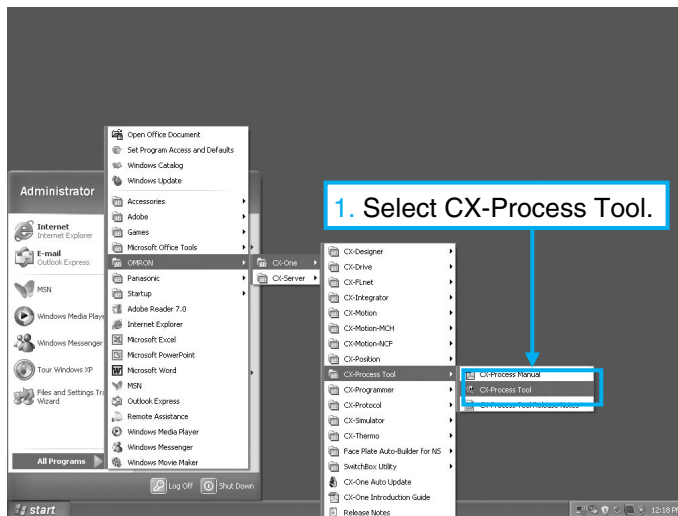 1. Select CX-Process Tool.
Administrator
Internet
Internet Explorer
E-mail
Outlook Express
MSN
Windows Media Playe
Windows Messenger
Tour Windows XP
Files and Settings Tra
Wizard
All Programs
Log Off
Shut Down
start
12:18 PM
Open Office Document
Set Program Access and Defaults
Windows Catalog
Windows Update
Accessories
Adobe
Games
Microsoft Office Tools
OMRON
Panasonic
Startup
Adobe Reader 7.0
Internet Explorer
Microsoft Excel
Microsoft PowerPoint
Microsoft Word
MSN
Outlook Express
Remote Assistance
Windows Media Player
Windows Messenger
Windows Movie Maker
CX-One
CX-Server
CX-Designer
CX-Drive
CX-FLnet
CX-Integrator
CX-Motion
CX-Motion-MCH
CX-Motion-NCF
CX-Position
CX-Process Tool
CX-Programmer
CX-Protocol
CX-Simulator
CX-Thermo
Face Plate Auto-Builder for NS
SwitchBox Utility
CX-One Auto Update
CX-One Introduction Guide
Release Notes
CX-Process Manual
CX-Process Tool
CX-Process Tool Release Notes